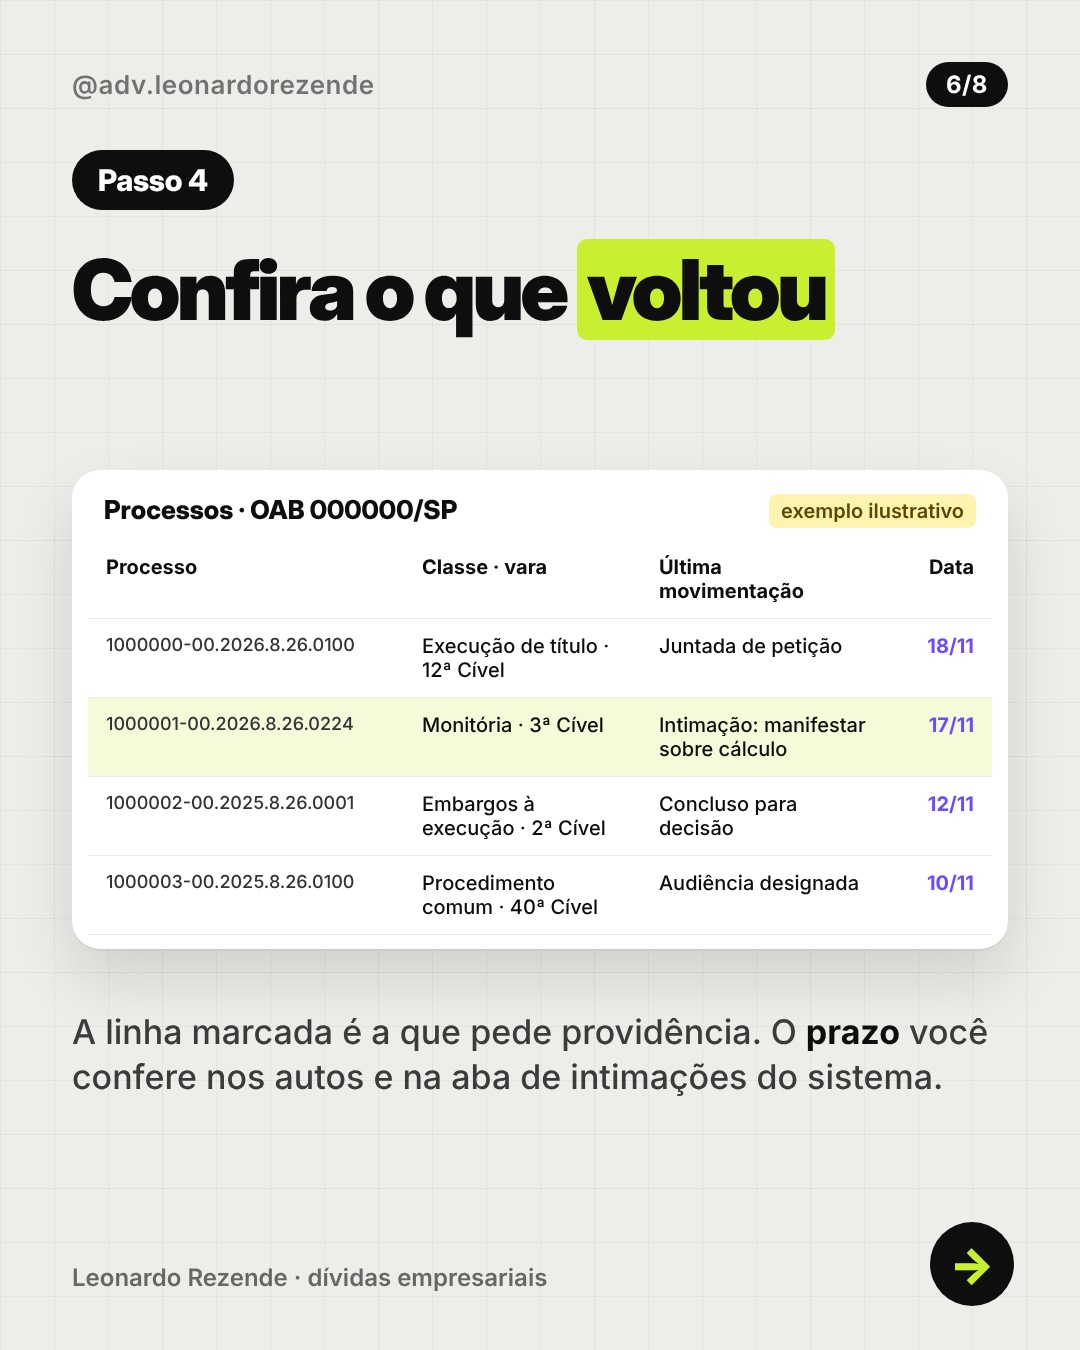 @adv.leonardorezende
6/8
Passo 4
Confira o que voltou
Processos · OAB 000000/SP
exemplo ilustrativo
Processo
Classe · vara
Última
movimentação
Data
1000000-00.2026.8.26.0100
Execução de título ·
12ª Cível
Juntada de petição
18/11
1000001-00.2026.8.26.0224
Monitória · 3ª Cível
Intimação: manifestar
sobre cálculo
17/11
1000002-00.2025.8.26.0001
Embargos à
execução · 2ª Cível
Concluso para
decisão
12/11
1000003-00.2025.8.26.0100
Procedimento
comum · 40ª Cível
Audiência designada
10/11
A linha marcada é a que pede providência. O prazo você
confere nos autos e na aba de intimações do sistema.
Leonardo Rezende · dívidas empresariais